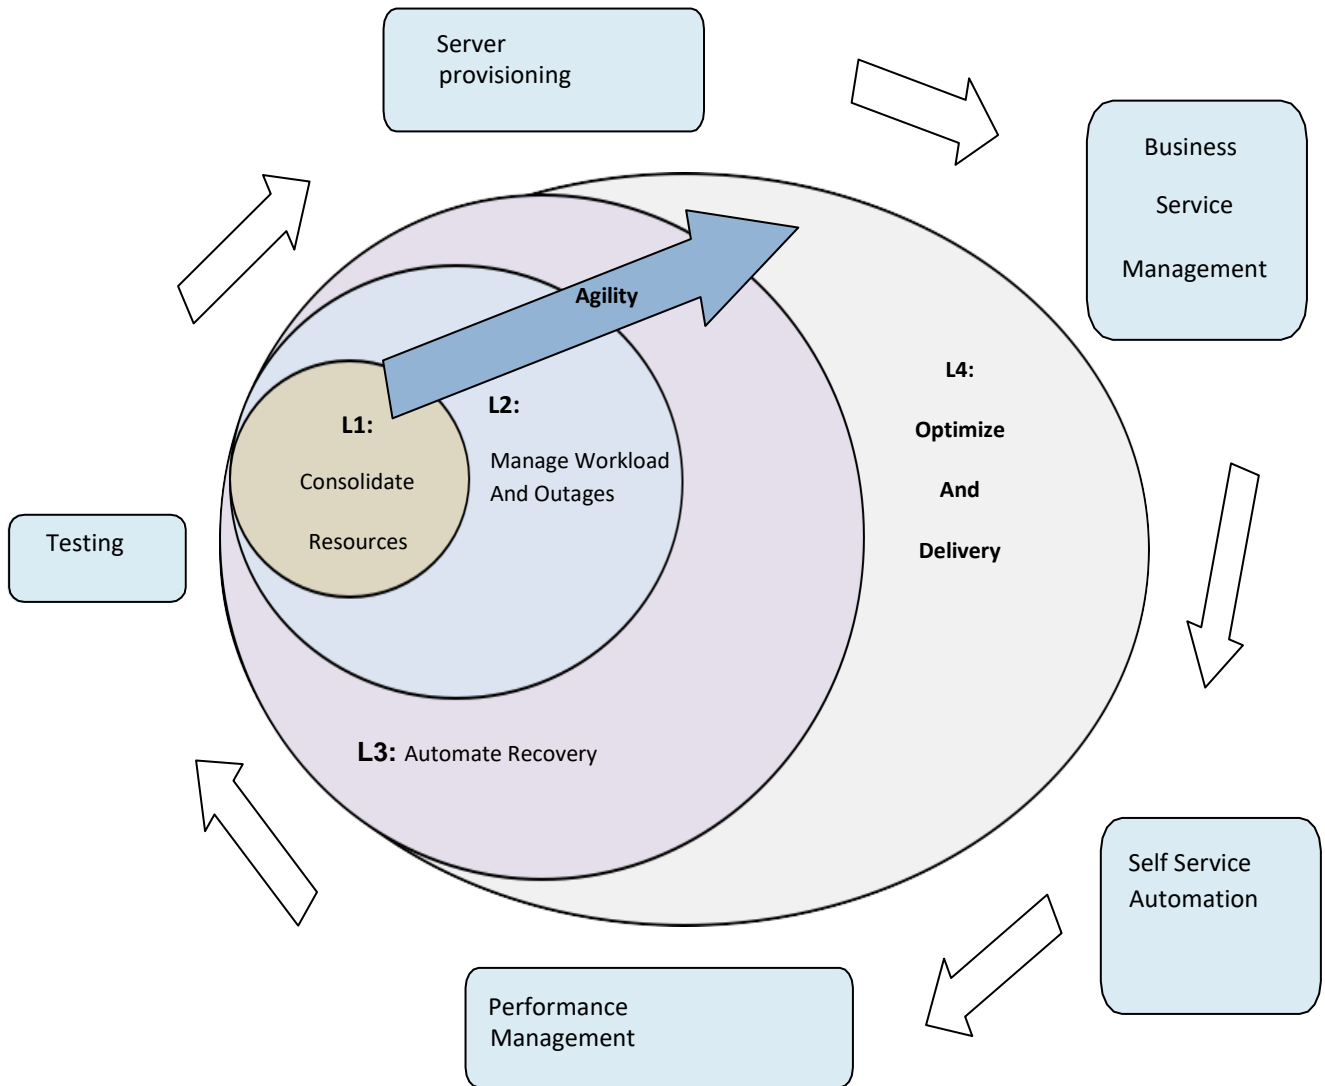 Server
provisioning
Business
Service
Management
Agility
L4:
Optimize
And
Delivery
L1:
Consolidate
Resources
L2:
Manage Workload
And Outages
Testing
L3: Automate Recovery
Self Service
Automation
Performance
Management